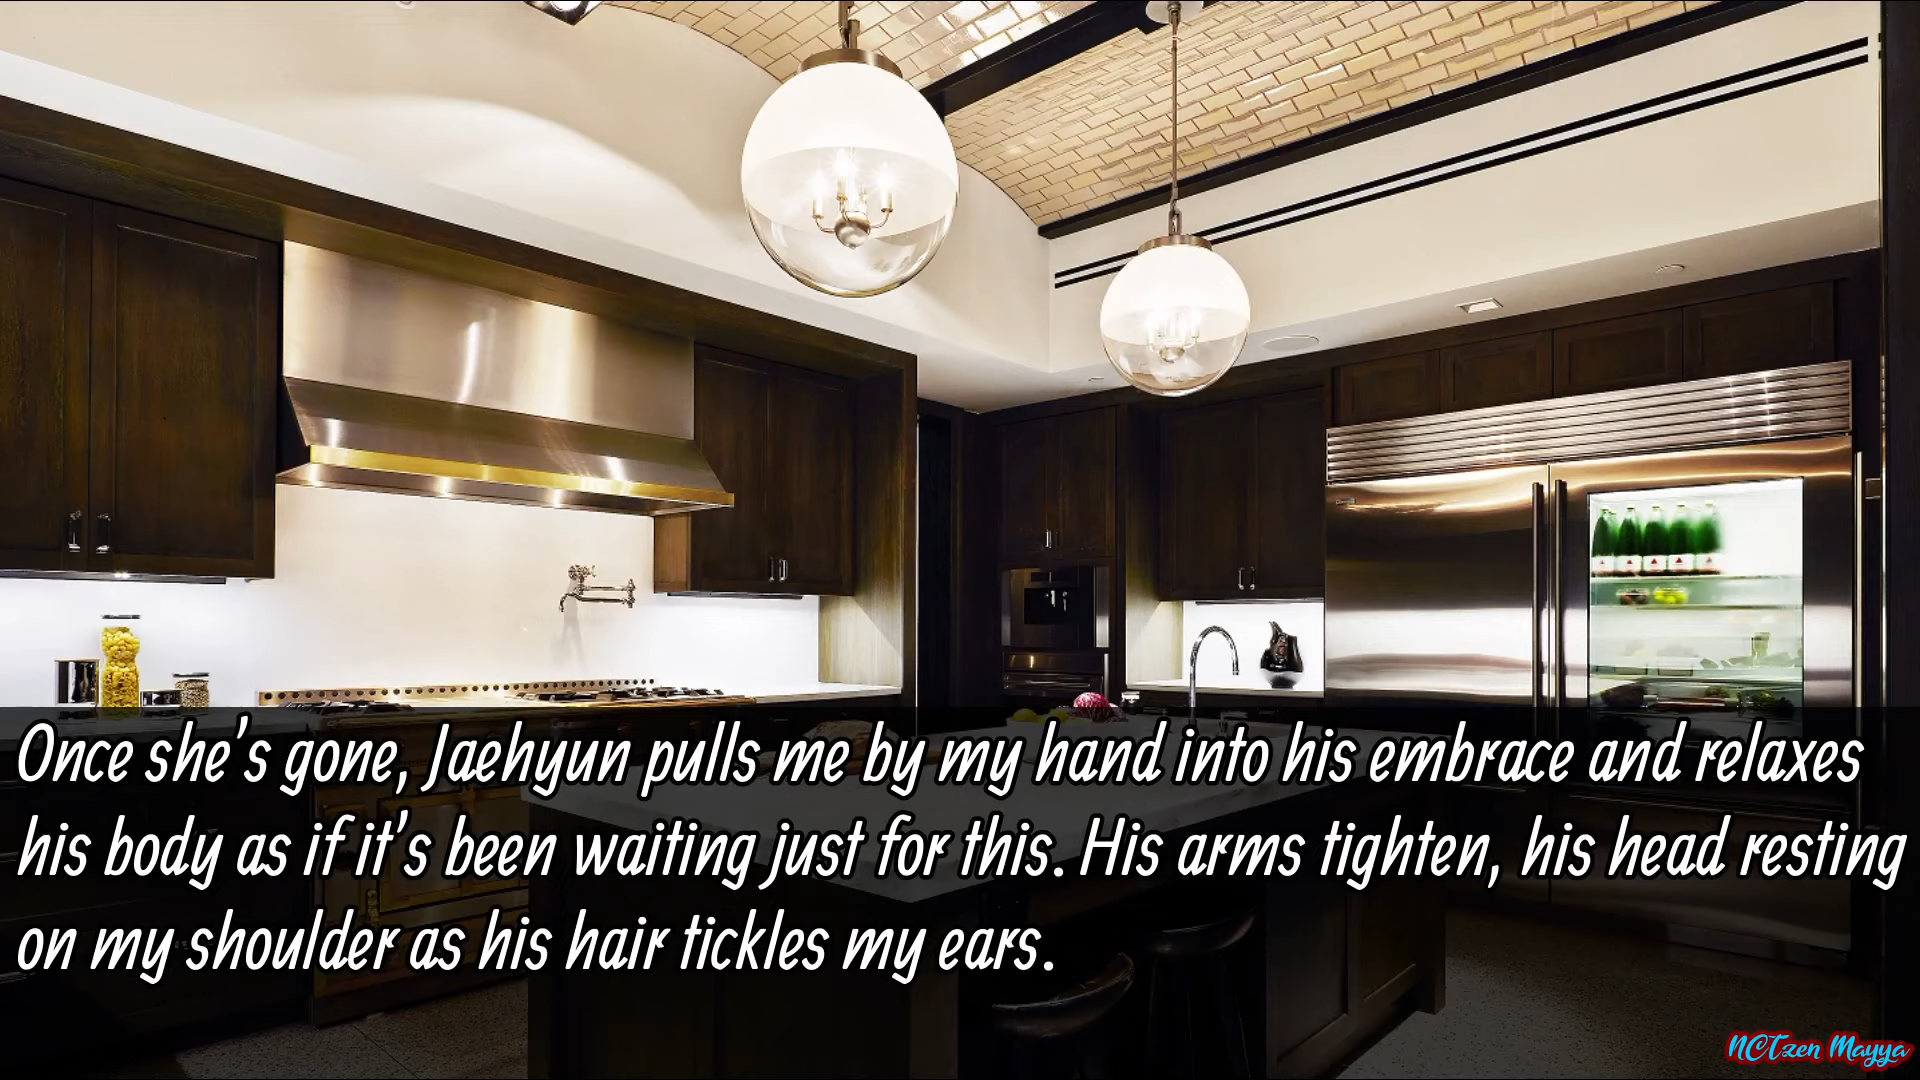 Once she's gone, Jaehyun pulls me by my hand into his embrace and relaxes
his body as if it's been waiting just for this. His arms tighten, his head resting
on my shoulder as his hair tickles my ears.
NCTzen Mayya